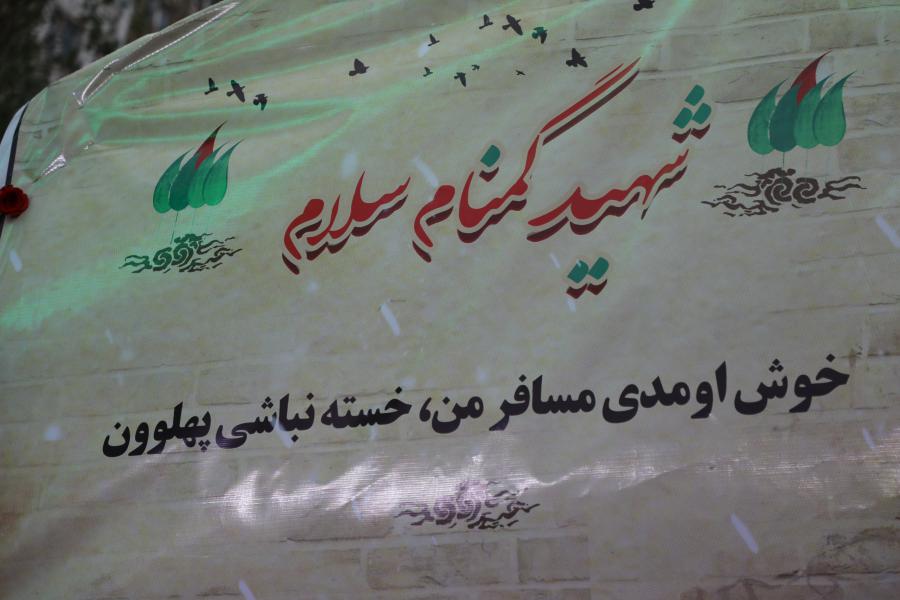 شهید گمنام سلام
خوش اومدی مسافر من، خسته نباشی پهلوون